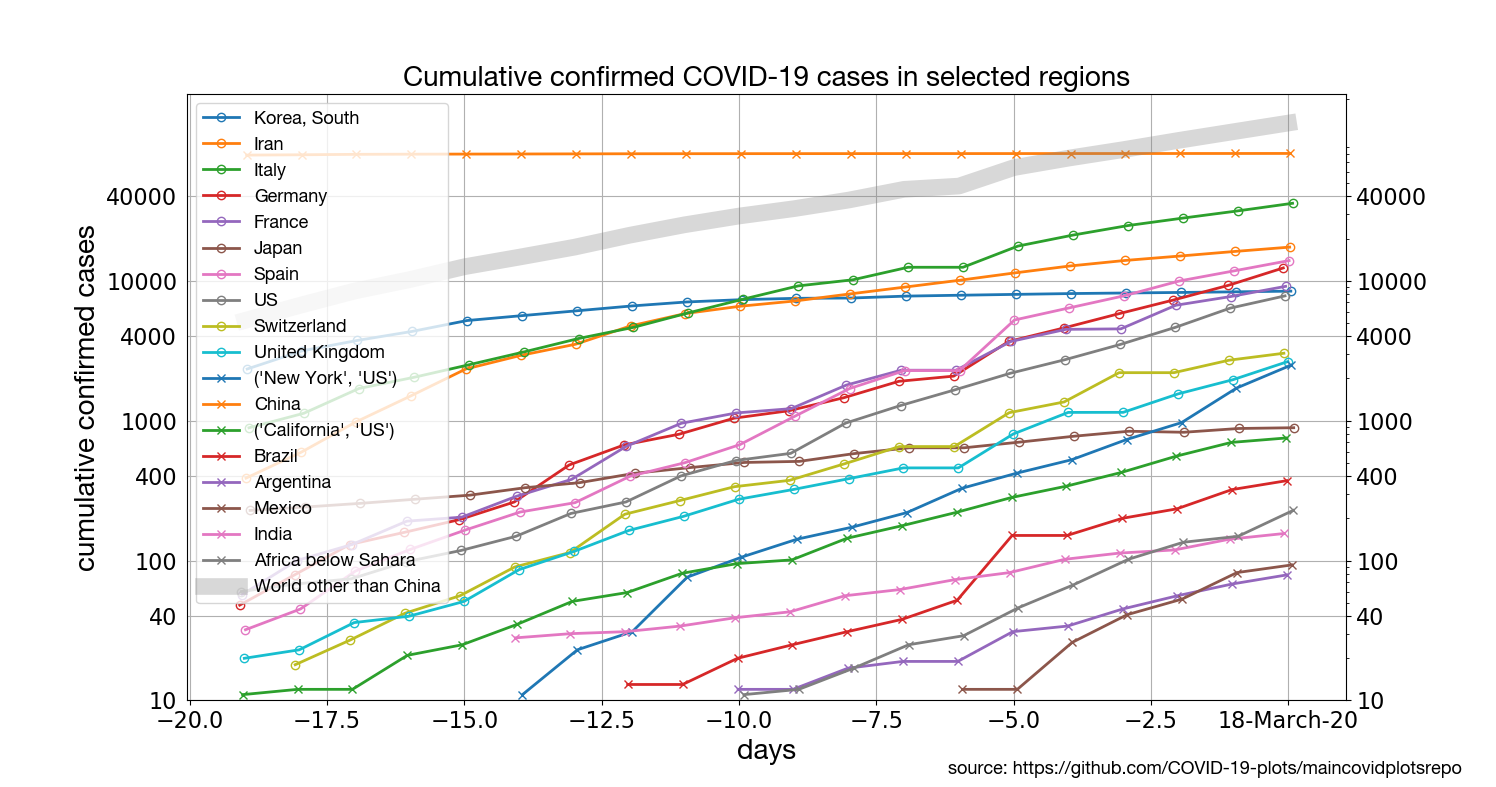 Cumulative confirmed COVID-19 cases in selected regions
cumulative confirmed cases
40000
10000
4000
1000
400
100
40
10
Korea, South
Iran
Italy
Germany
France
Japan
Spain
US
Switzerland
United Kingdom
('New York', 'US')
China
('California', 'US')
Brazil
Argentina
Mexico
India
Africa below Sahara
World other than China
40000
10000
4000
1000
400
100
40
10
−20.0 −17.5 −15.0 −12.5 −10.0 −7.5 −5.0 −2.5 18-March-20
days
source: https://github.com/COVID-19-plots/maincovidplotsrepo